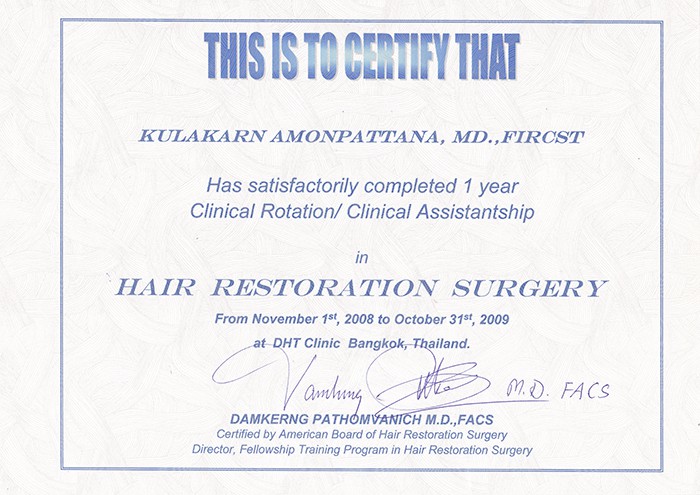 THIS IS TO CERTIFY THAT
KULAKARN AMONPATTANA, MD.,FIRCST
Has satisfactorily completed 1 year
Clinical Rotation/ Clinical Assistantship
in
HAIR RESTORATION SURGERY
From November 1st, 2008 to October 31st, 2009
at DHT Clinic Bangkok, Thailand.
M.D. FACS
DAMKERNG PATHOMVANICH M.D.,FACS
Certified by American Board of Hair Restoration Surgery
Director, Fellowship Training Program in Hair Restoration Surgery